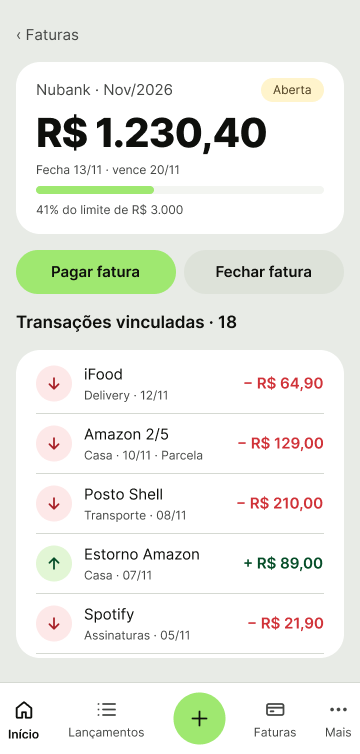 ‹ Faturas
Nubank · Nov/2026
Aberta
R$ 1.230,40
Fecha 13/11 · vence 20/11
41% do limite de R$ 3.000
Pagar fatura
Fechar fatura
Transações vinculadas · 18
iFood
Delivery · 12/11
− R$ 64,90
Amazon 2/5
Casa · 10/11 · Parcela
− R$ 129,00
Posto Shell
Transporte · 08/11
− R$ 210,00
Estorno Amazon
Casa · 07/11
+ R$ 89,00
Spotify
Assinaturas · 05/11
− R$ 21,90
Início
Lançamentos
Faturas
Mais